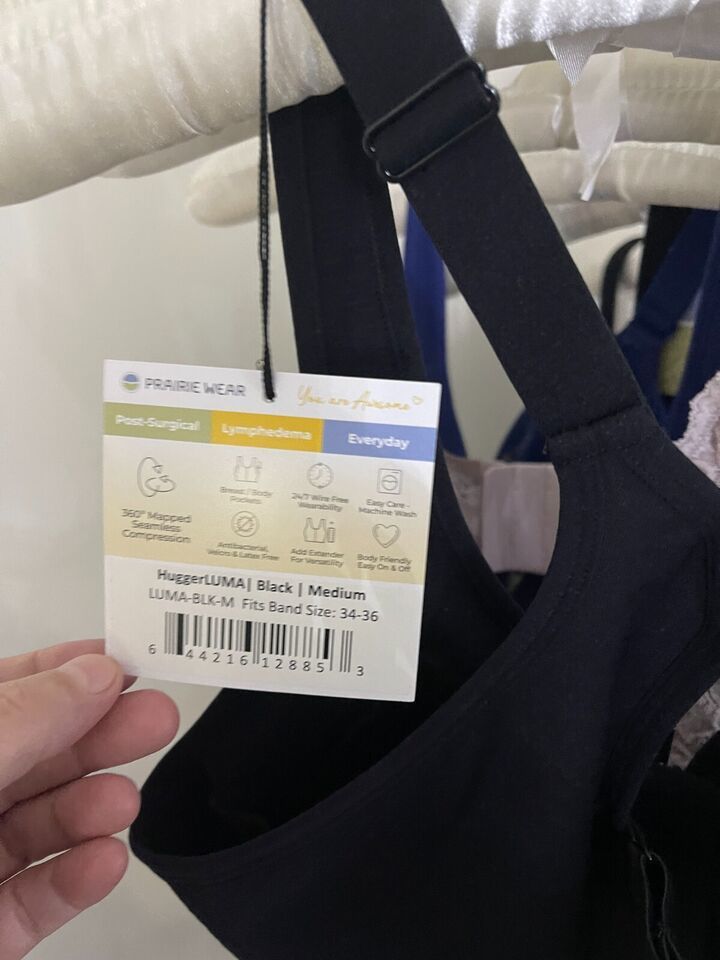 PRAIRIE WEAR
You are Awesome
Post-Surgical
Lymphedema
Everyday
360° Mapped
Seamless
Compression
Breast / Body
Pockets
24/7 Wire Free
Wearability
Easy Care -
Machine Wash
Antibacterial,
Velcro & Latex Free
Add Extender
For Versatility
Body Friendly
Easy On & Off
HuggerLUMA| Black | Medium
LUMA-BLK-M Fits Band Size: 34-36
6 44216 12885 3